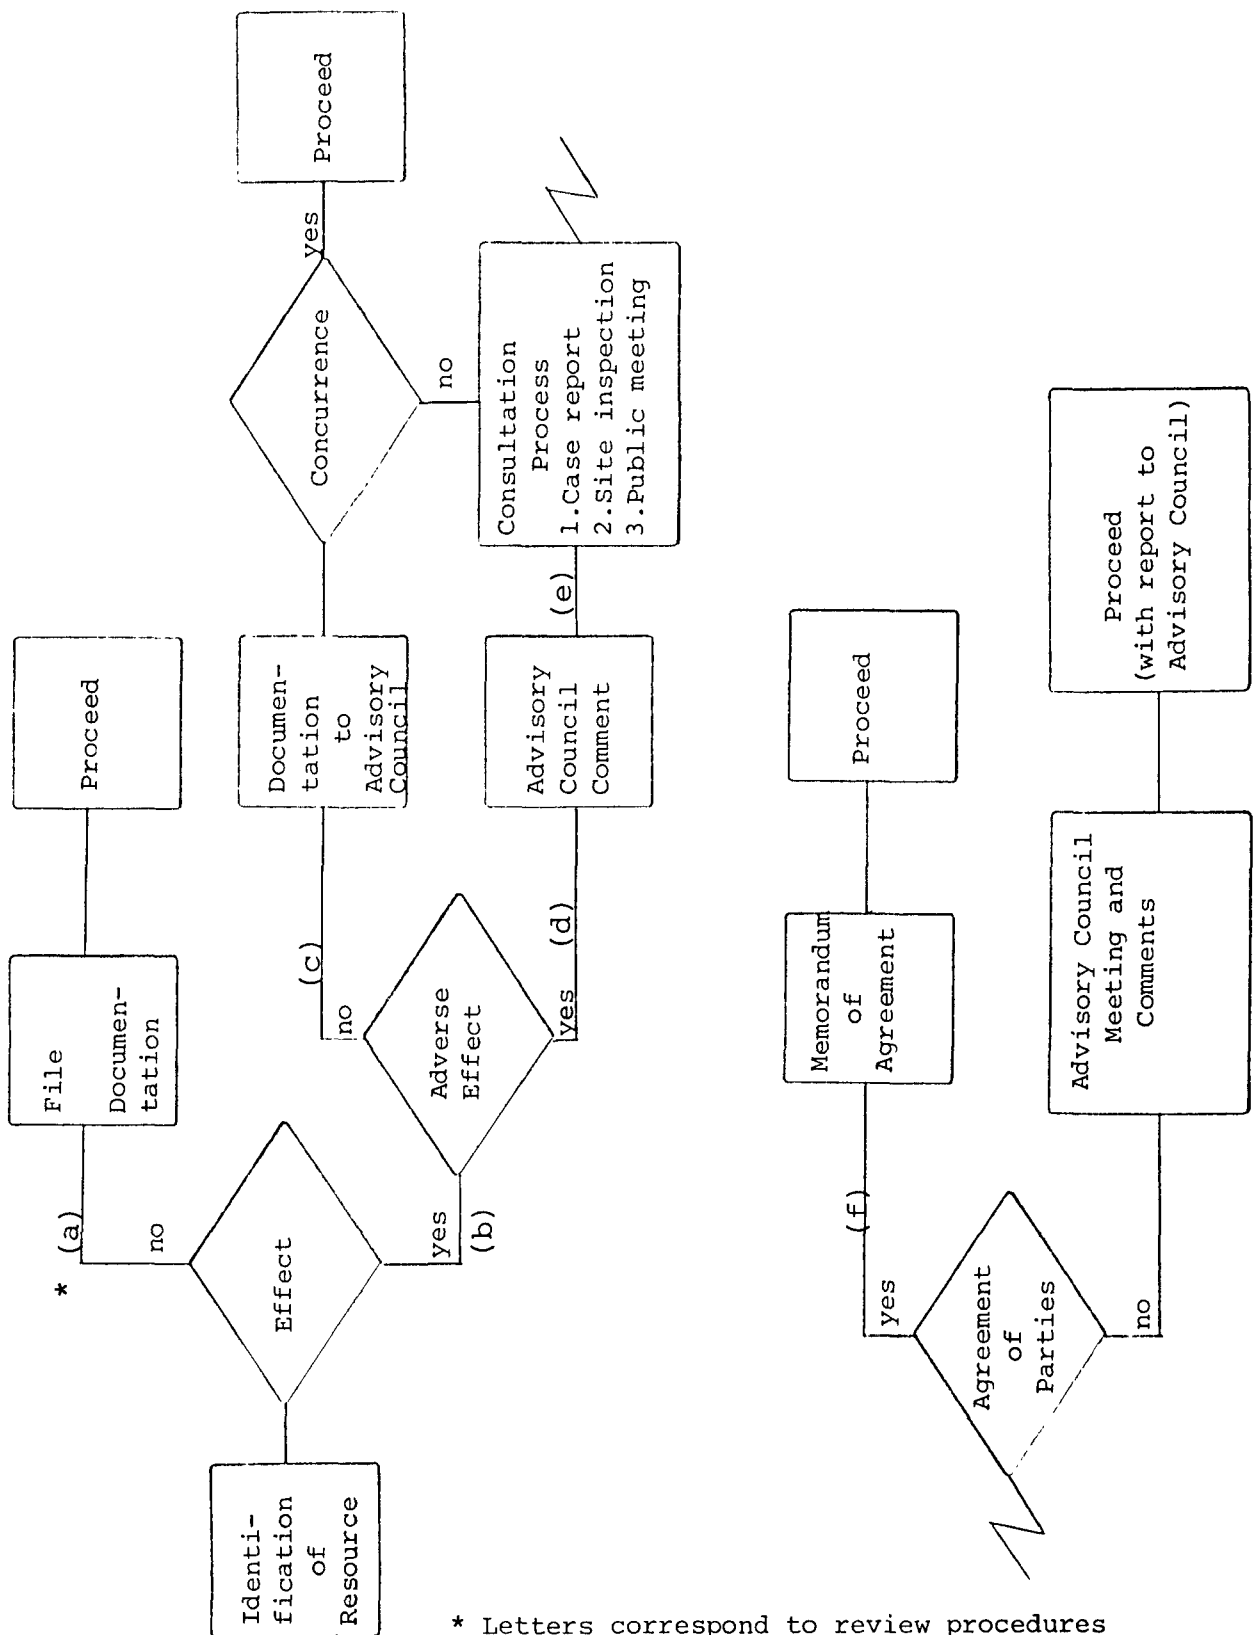 Identi-
fication
of
Resource
Effect
* (a)
no
yes
(b)
File
Documen-
tation
Proceed
Adverse
Effect
no
(c)
yes
(d)
Documen-
tation
to
Advisory
Council
Concurrence
yes
Proceed
no
Advisory
Council
Comment
(e)
Consultation
Process
1.Case report
2.Site inspection
3.Public meeting
Agreement
of
Parties
yes
(f)
Memorandum
of
Agreement
Proceed
no
Advisory Council
Meeting and
Comments
Proceed
(with report to
Advisory Council)
* Letters correspond to review procedures